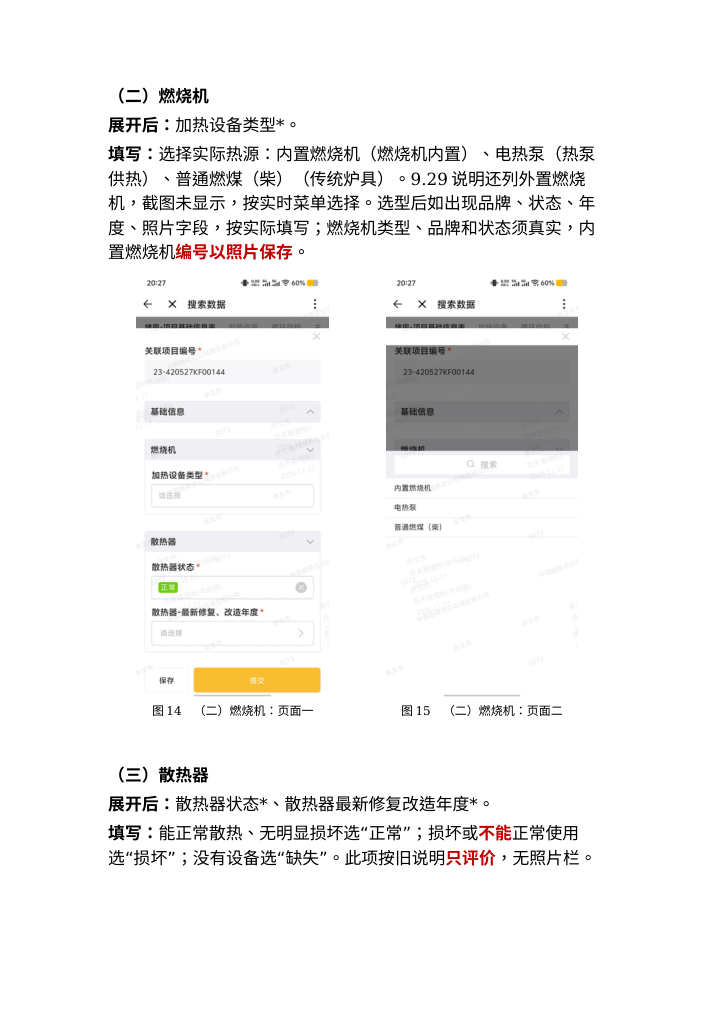 （二）燃烧机
展开后：加热设备类型*。
填写：选择实际热源：内置燃烧机（燃烧机内置）、电热泵（热泵
供热）、普通燃煤（柴）（传统炉具）。9.29 说明还列外置燃烧
机，截图未显示，按实时菜单选择。选型后如出现品牌、状态、年
度、照片字段，按实际填写；燃烧机类型、品牌和状态须真实，内
置燃烧机编号以照片保存。
20:27
60%
搜索数据
关联项目编号*
23-420527KF00144
基础信息
燃烧机
加热设备类型*
请选择
散热器
散热器状态*
正常
散热器-最新修复、改造年度*
请选择
保存
提交
20:27
60%
搜索数据
关联项目编号*
23-420527KF00144
基础信息
燃烧机
搜索
内置燃烧机
电热泵
普通燃煤（柴）
图 14 （二）燃烧机：页面一
图 15 （二）燃烧机：页面二
（三）散热器
展开后：散热器状态*、散热器最新修复改造年度*。
填写：能正常散热、无明显损坏选“正常”；损坏或不能正常使用
选“损坏”；没有设备选“缺失”。此项按旧说明只评价，无照片栏。